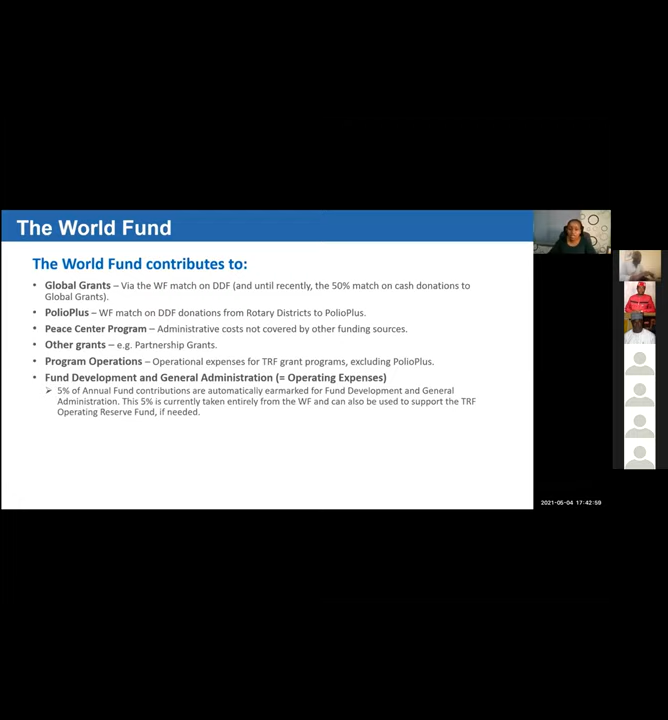 The World Fund
The World Fund contributes to:
• Global Grants – Via the WF match on DDF (and until recently, the 50% match on cash donations to
Global Grants).
• PolioPlus – WF match on DDF donations from Rotary Districts to PolioPlus.
• Peace Center Program – Administrative costs not covered by other funding sources.
• Other grants – e.g. Partnership Grants.
• Program Operations – Operational expenses for TRF grant programs, excluding PolioPlus.
• Fund Development and General Administration (= Operating Expenses)
➢ 5% of Annual Fund contributions are automatically earmarked for Fund Development and General
Administration. This 5% is currently taken entirely from the WF and can also be used to support the TRF
Operating Reserve Fund, if needed.
2021-05-04 17:42:59